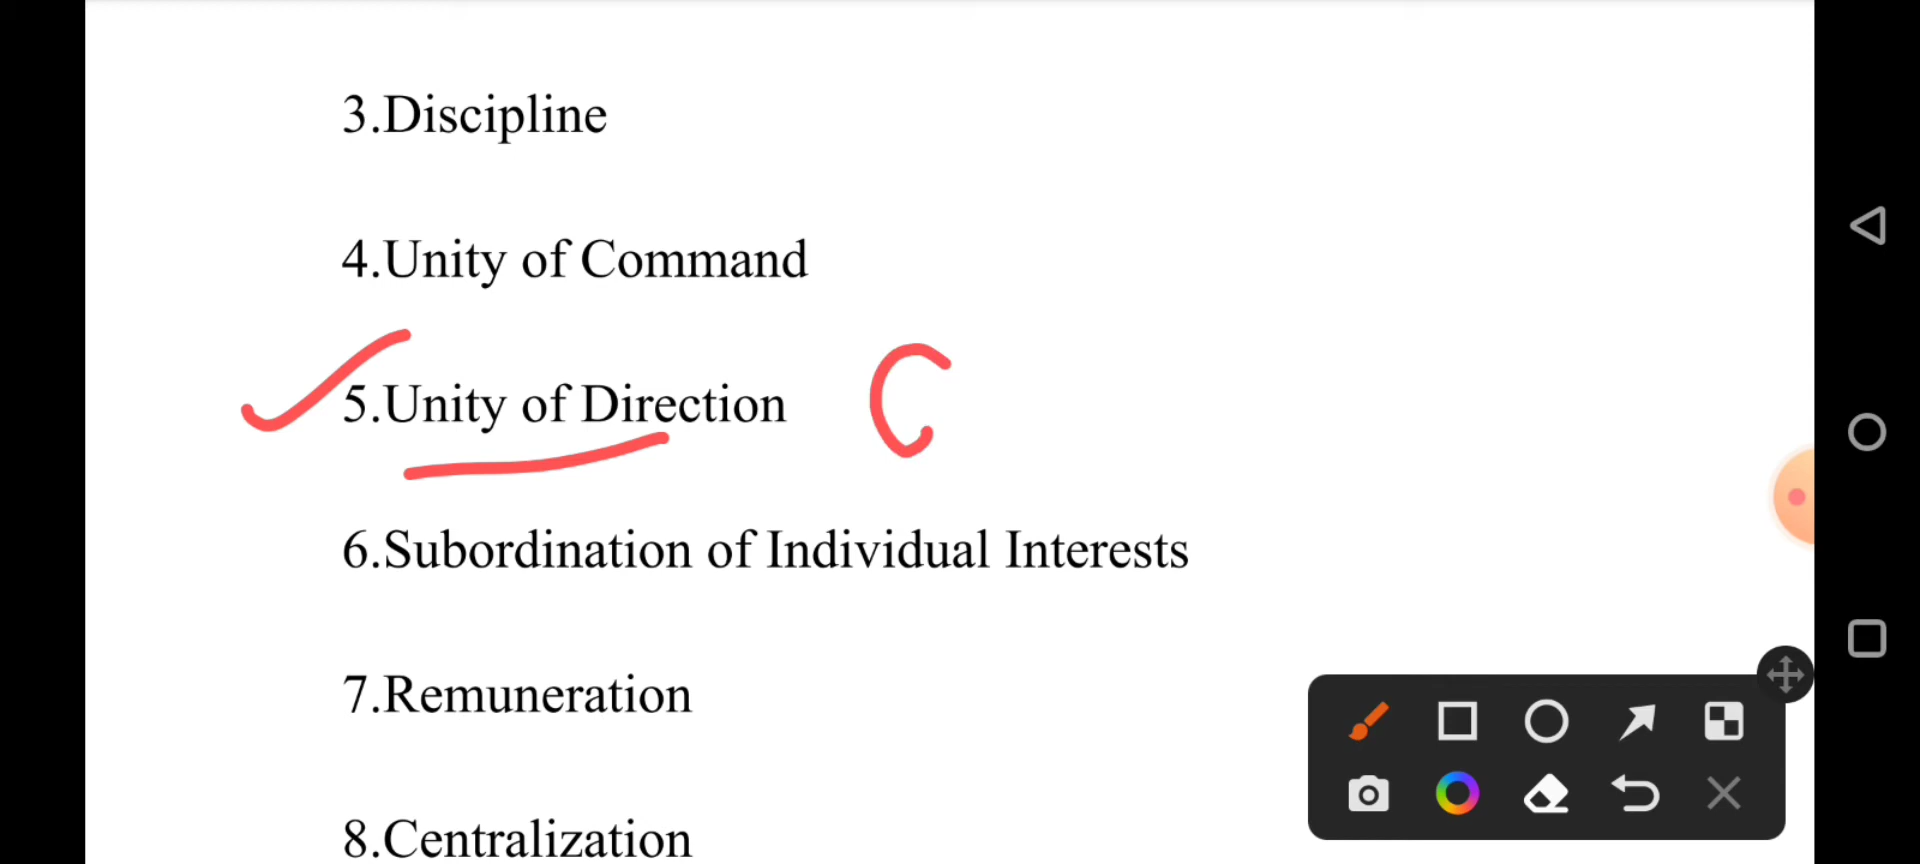 3.Discipline
4.Unity of Command
5.Unity of Direction
6.Subordination of Individual Interests
7.Remuneration
8.Centralization